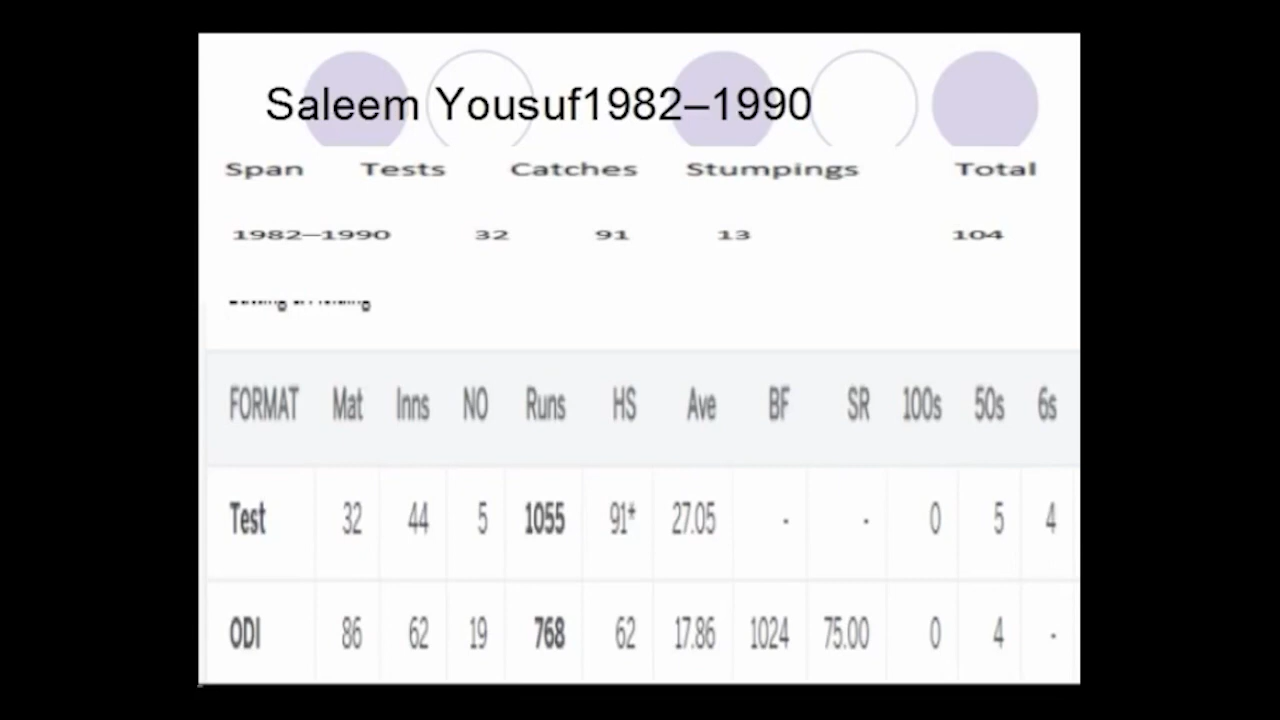 Saleem Yousuf1982–1990
Span Tests Catches Stumpings Total
1982–1990 32 91 13 104
FORMAT Mat Inns NO Runs HS Ave BF SR 100s 50s 6s
Test 32 44 5 1055 91* 27.05 - - 0 5 4
ODI 86 62 19 768 62 17.86 1024 75.00 0 4 -